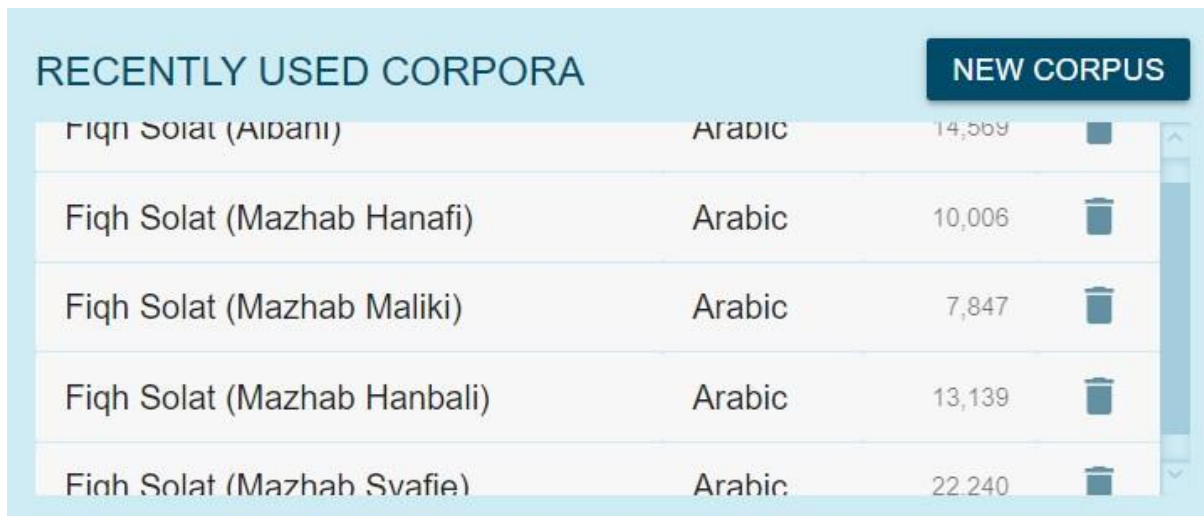 RECENTLY USED CORPORA NEW CORPUS
Fiqh Solat (Albani) Arabic 14,569
Fiqh Solat (Mazhab Hanafi) Arabic 10,006
Fiqh Solat (Mazhab Maliki) Arabic 7,847
Fiqh Solat (Mazhab Hanbali) Arabic 13,139
Fiqh Solat (Mazhab Syafie) Arabic 22,240